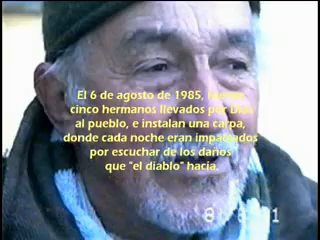 El 6 de agosto de 1985, fueron
cinco hermanos llevados por Dios
al pueblo, e instalan una carpa,
donde cada noche eran impactados
por escuchar de los daños
que "el diablo" hacía.